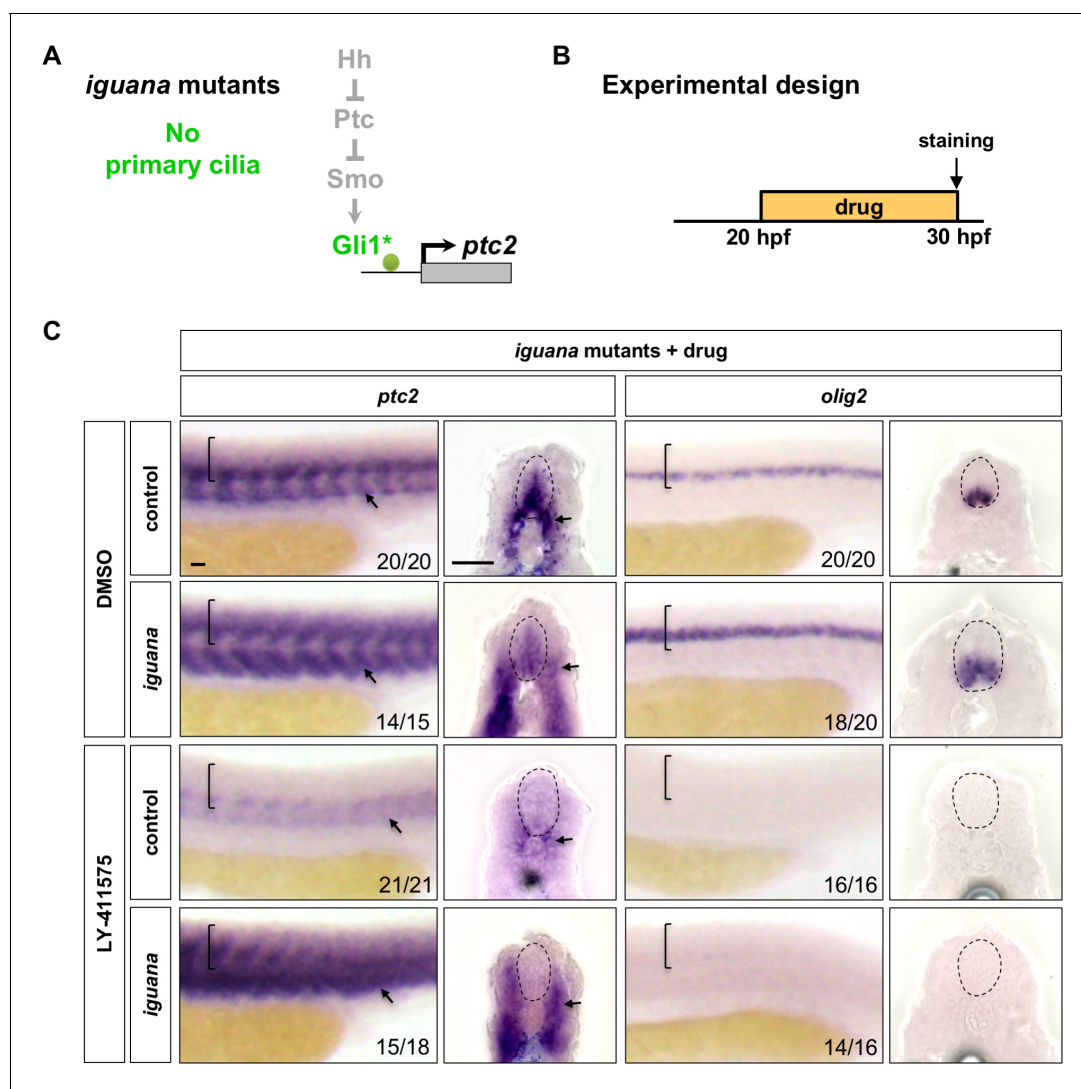 A
iguana mutants
No
primary cilia
Hh
Ptc
Smo
Gli1*
ptc2
B
Experimental design
staining
drug
20 hpf
30 hpf
C
iguana mutants + drug
ptc2
olig2
DMSO
control
20/20
20/20
iguana
14/15
18/20
LY-411575
control
21/21
16/16
iguana
15/18
14/16